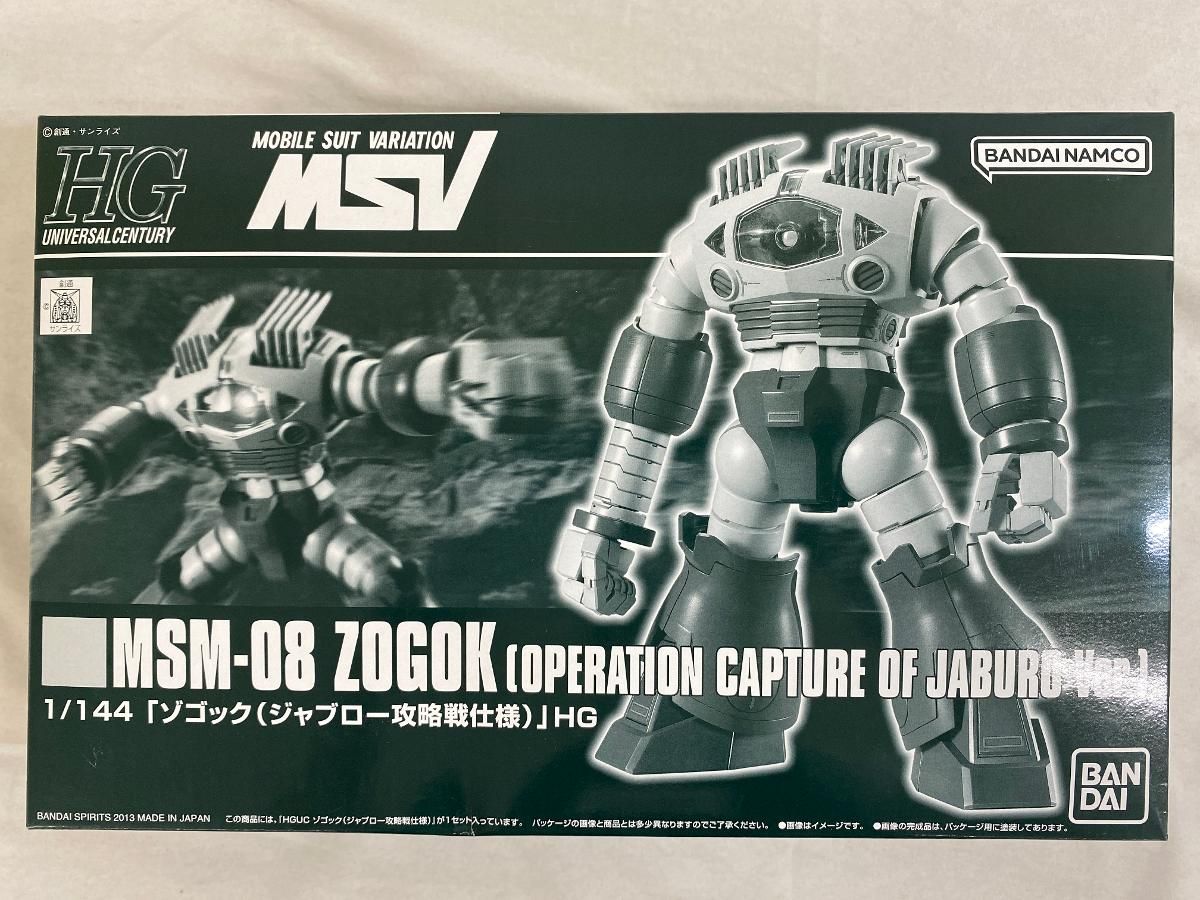 ©創通・サンライズ
HG
UNIVERSAL CENTURY
MOBILE SUIT VARIATION
MSV
BANDAI NAMCO
創通
©
サンライズ
MSM-08 ZOGOK [OPERATION CAPTURE OF JABURO Ver.]
1/144「ゾゴック(ジャブロー攻略戦仕様)」HG
BAN
DAI
BANDAI SPIRITS 2013 MADE IN JAPAN この商品には、「HGUC ゾゴック(ジャブロー攻略戦仕様)」が1セット入っています。 パッケージの画像と商品とは多少異なりますのでご了承ください。 ●画像はイメージです。 ●画像の完成品は、パッケージ用に塗装してあります。